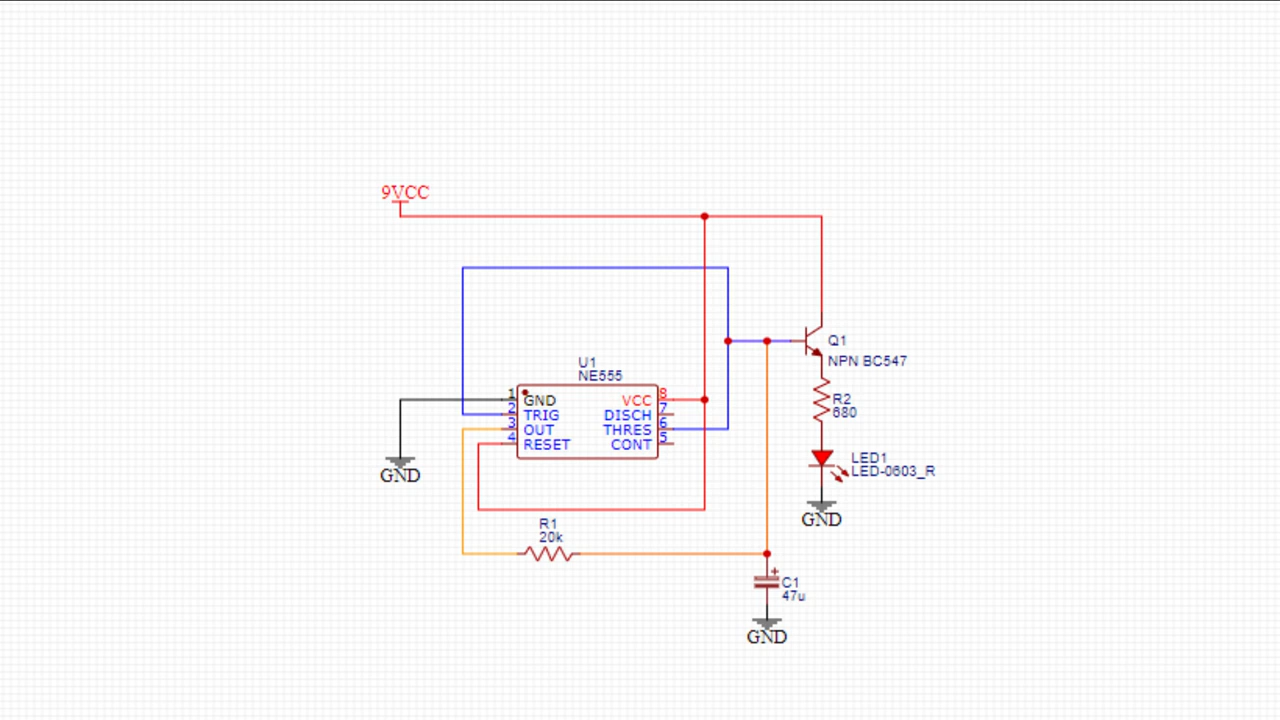 9VCC
U1
NE555
1 GND VCC 8
2 TRIG DISCH 7
3 OUT THRES 6
4 RESET CONT 5
GND
Q1
NPN BC547
R2
680
LED1
LED-0603_R
GND
R1
20k
+
C1
47u
GND